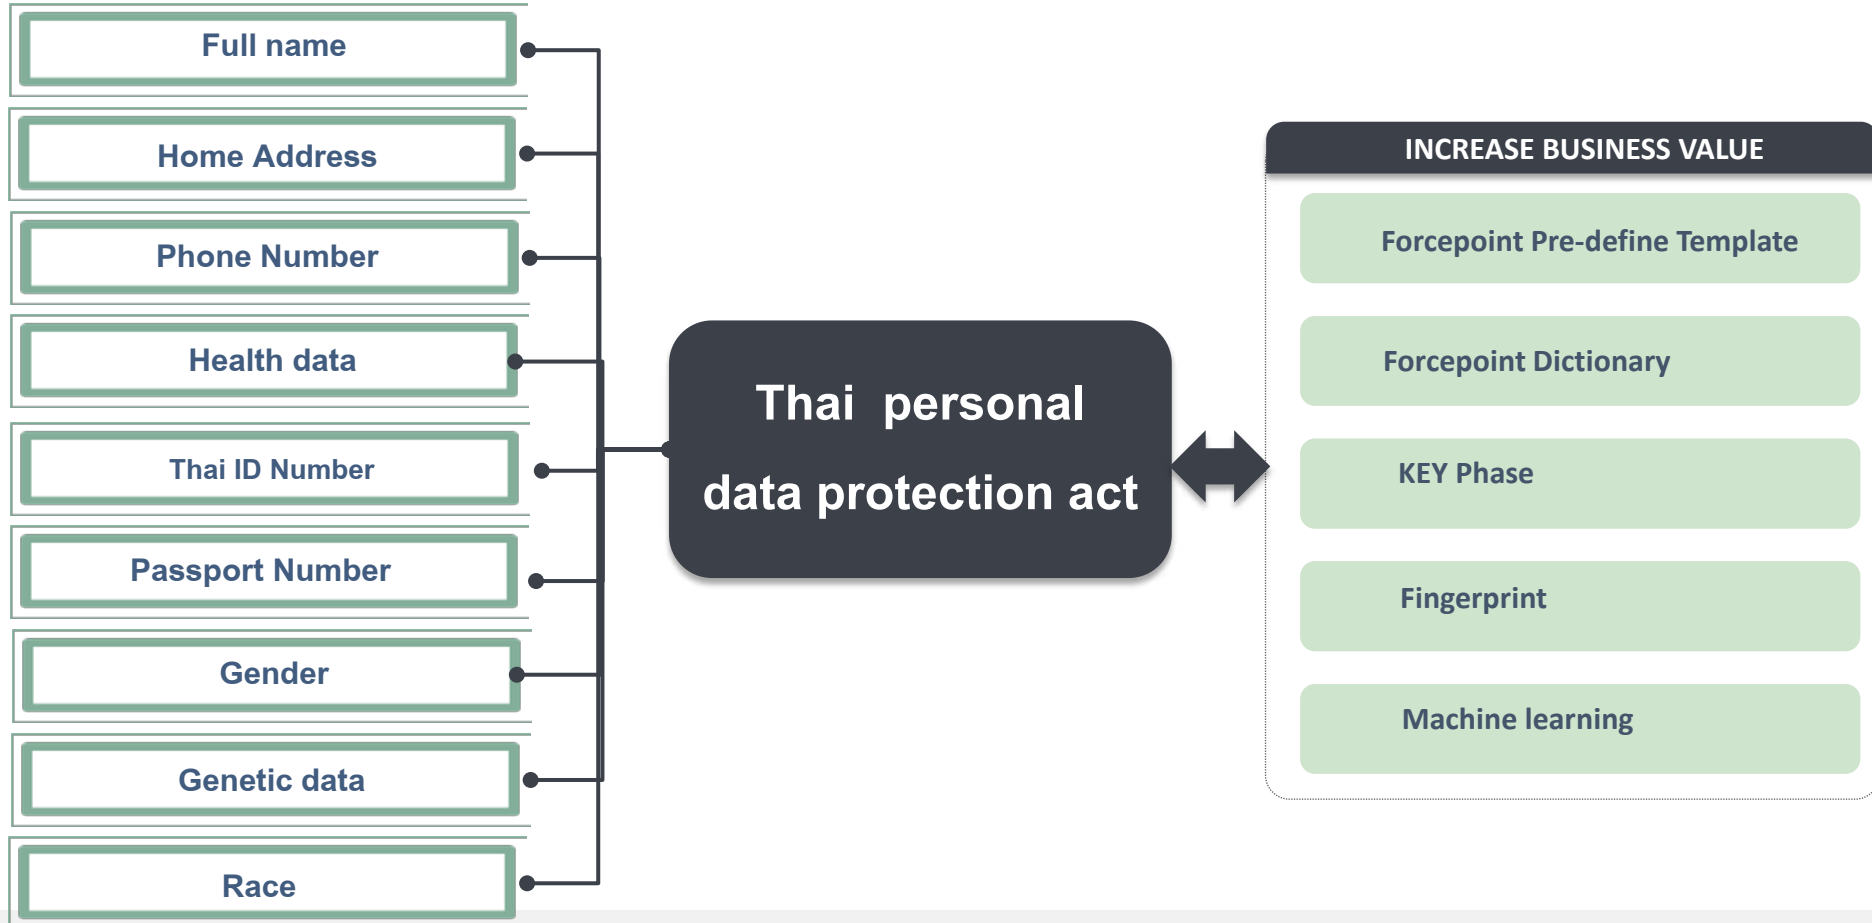 Full name
Home Address
Phone Number
Health data
Thai ID Number
Passport Number
Gender
Genetic data
Race
Thai personal
data protection act
INCREASE BUSINESS VALUE
Forcepoint Pre-define Template
Forcepoint Dictionary
KEY Phase
Fingerprint
Machine learning